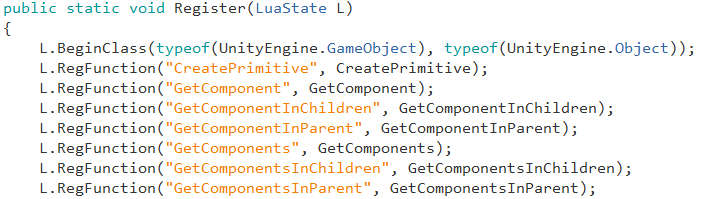 public static void Register(LuaState L)
{
    L.BeginClass(typeof(UnityEngine.GameObject), typeof(UnityEngine.Object));
    L.RegFunction("CreatePrimitive", CreatePrimitive);
    L.RegFunction("GetComponent", GetComponent);
    L.RegFunction("GetComponentInChildren", GetComponentInChildren);
    L.RegFunction("GetComponentInParent", GetComponentInParent);
    L.RegFunction("GetComponents", GetComponents);
    L.RegFunction("GetComponentsInChildren", GetComponentsInChildren);
    L.RegFunction("GetComponentsInParent", GetComponentsInParent);